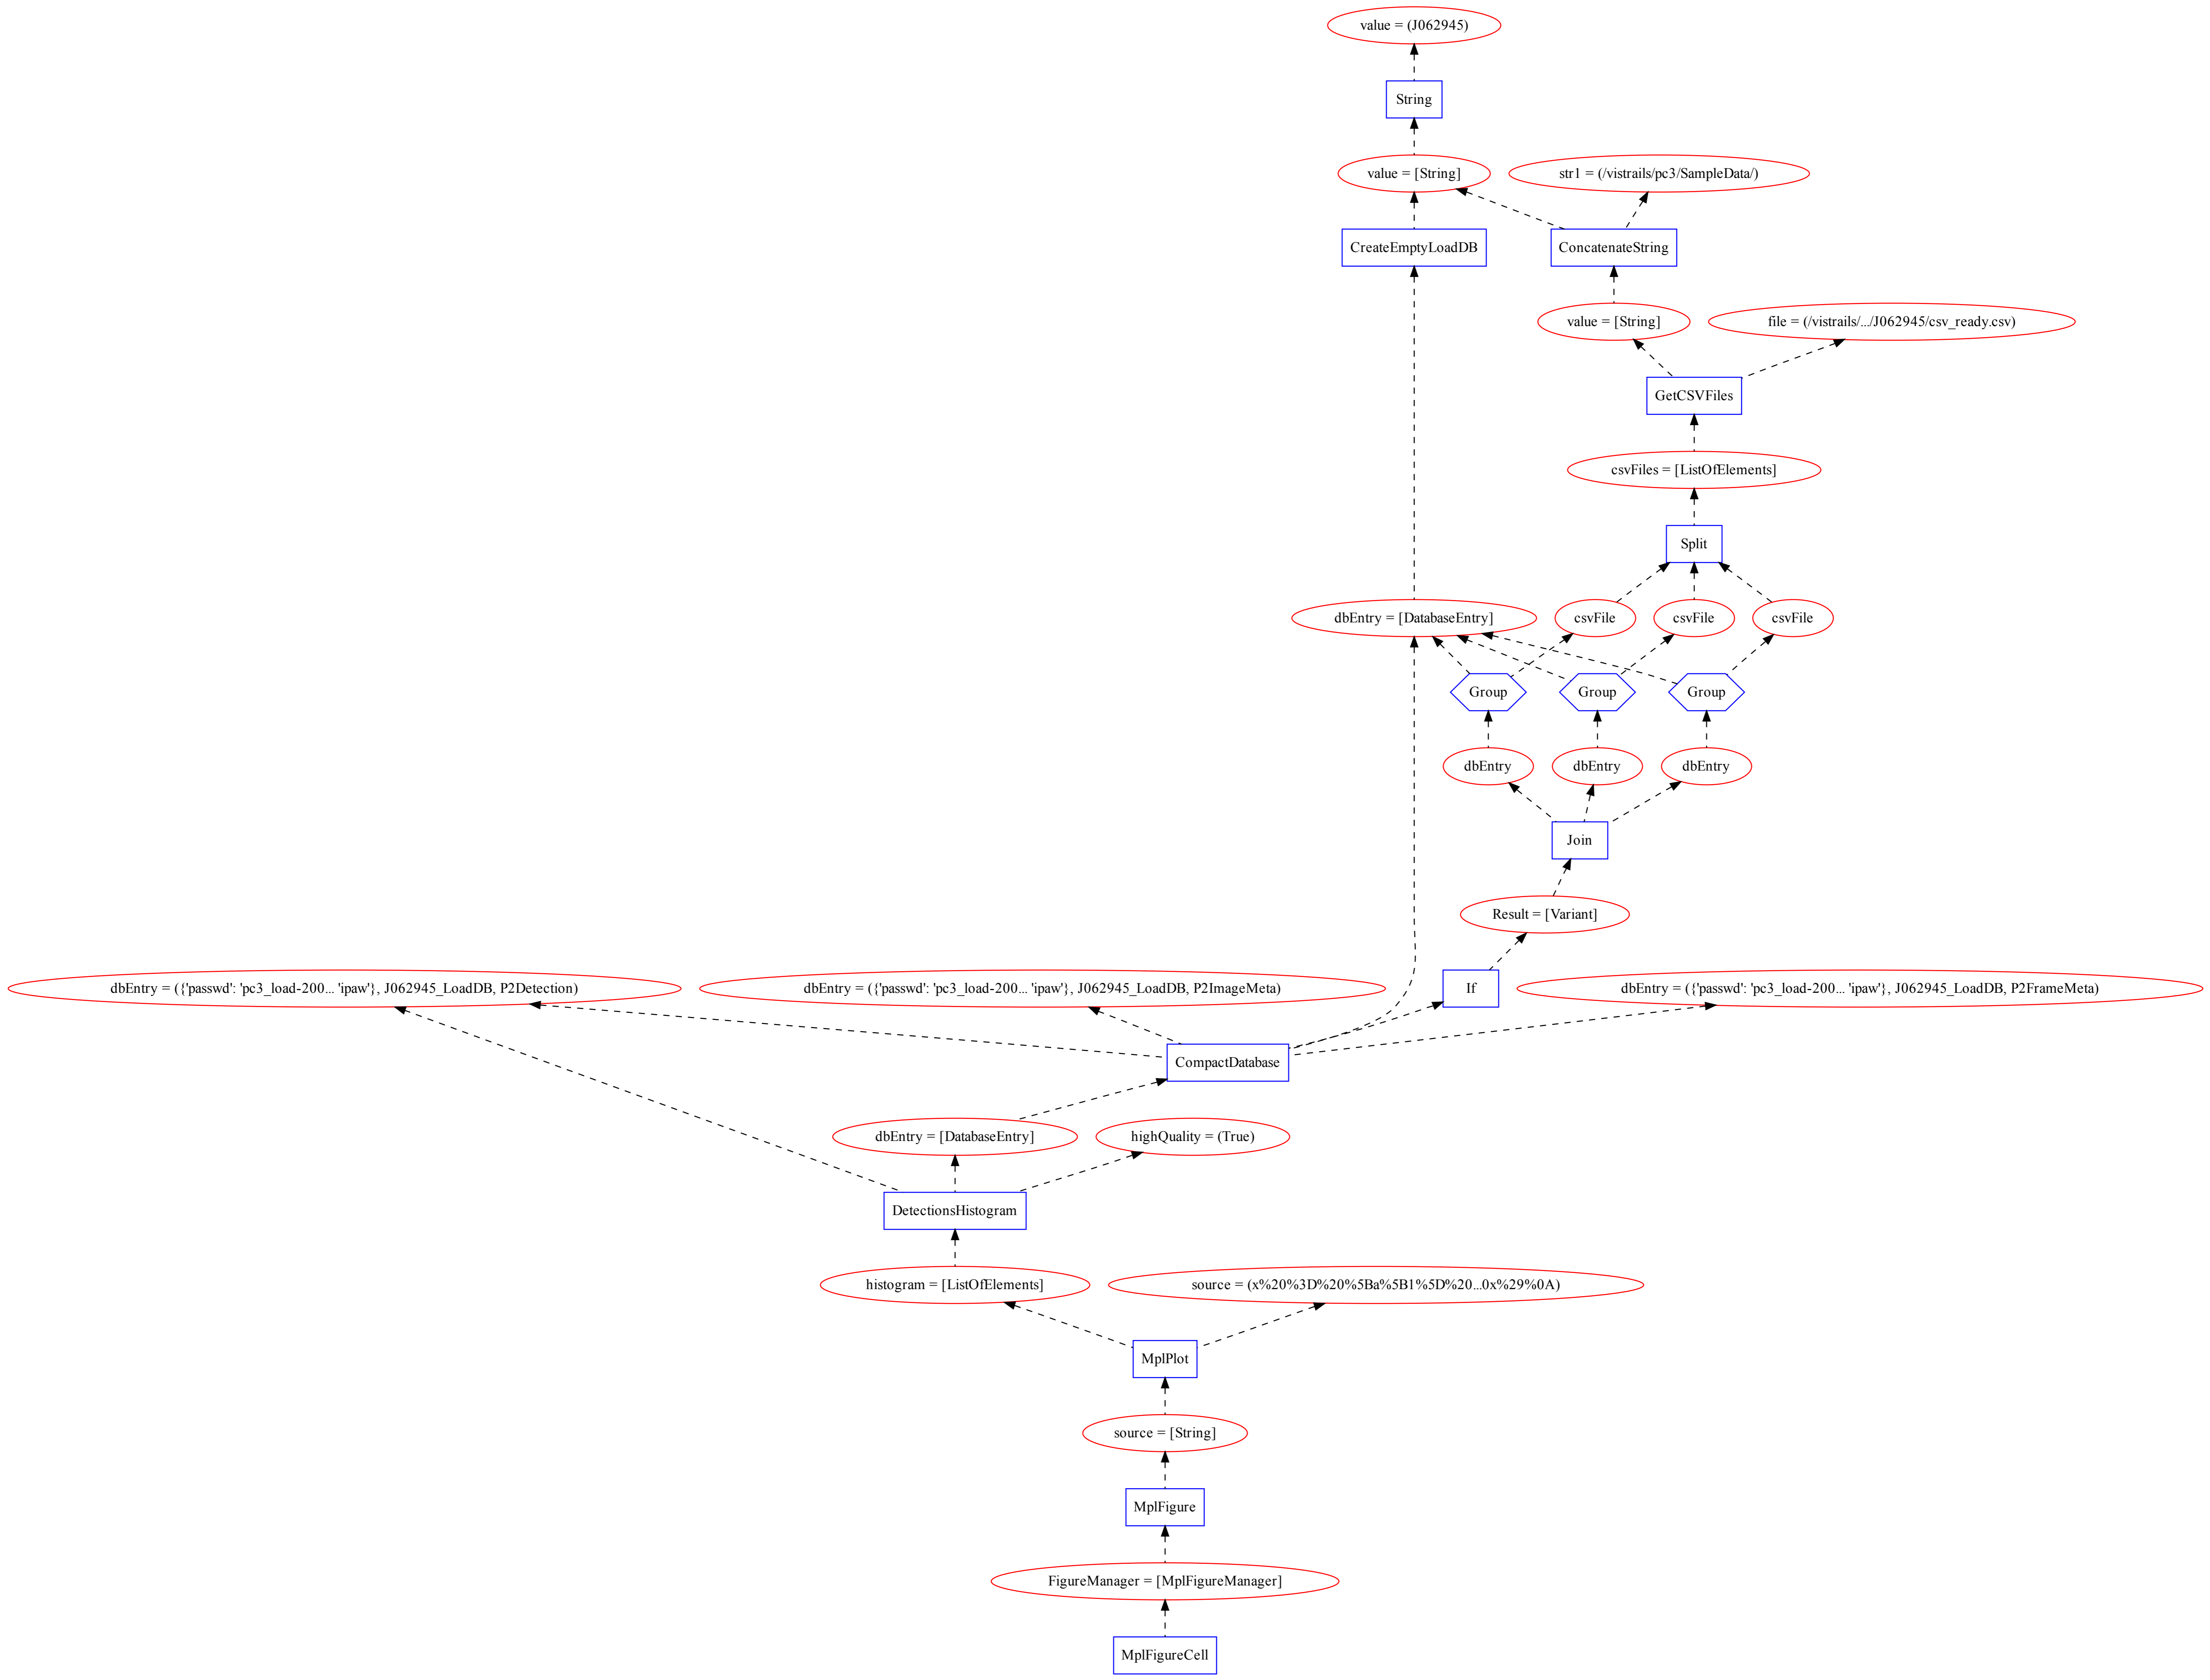 value = (J062945)
String
value = [String]
str1 = (/vistrails/pc3/SampleData/)
CreateEmptyLoadDB
ConcatenateString
value = [String]
file = (/vistrails/.../J062945/csv_ready.csv)
GetCSVFiles
csvFiles = [ListOfElements]
Split
dbEntry = [DatabaseEntry]
csvFile
csvFile
csvFile
Group
Group
Group
dbEntry
dbEntry
dbEntry
Join
Result = [Variant]
dbEntry = ({'passwd': 'pc3_load-200... 'ipaw'}, J062945_LoadDB, P2Detection)
dbEntry = ({'passwd': 'pc3_load-200... 'ipaw'}, J062945_LoadDB, P2ImageMeta)
If
dbEntry = ({'passwd': 'pc3_load-200... 'ipaw'}, J062945_LoadDB, P2FrameMeta)
CompactDatabase
dbEntry = [DatabaseEntry]
highQuality = (True)
DetectionsHistogram
histogram = [ListOfElements]
source = (x%20%3D%20%5Ba%5B1%5D%20...0x%29%0A)
MplPlot
source = [String]
MplFigure
FigureManager = [MplFigureManager]
MplFigureCell